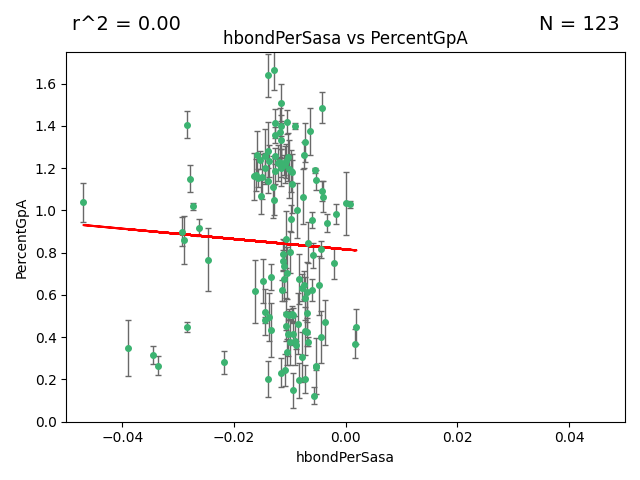 r^2 = 0.00
N = 123
hbondPerSasa vs PercentGpA
1.6
1.4
1.2
1.0
0.8
0.6
0.4
0.2
0.0
PercentGpA
−0.04
−0.02
0.00
0.02
0.04
hbondPerSasa